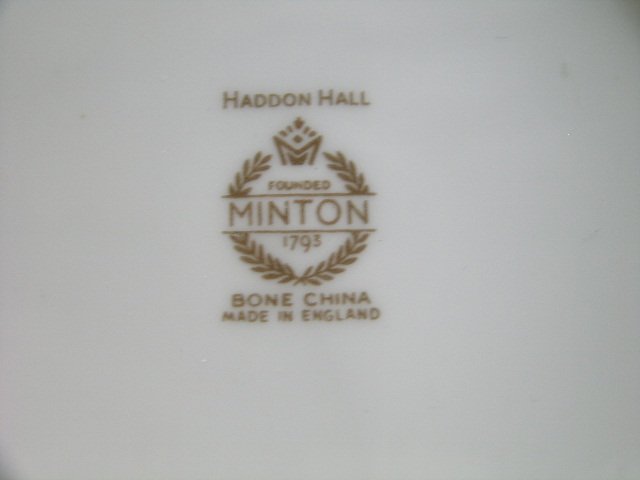 HADDON HALL
FOUNDED
MINTON
1793
BONE CHINA
MADE IN ENGLAND